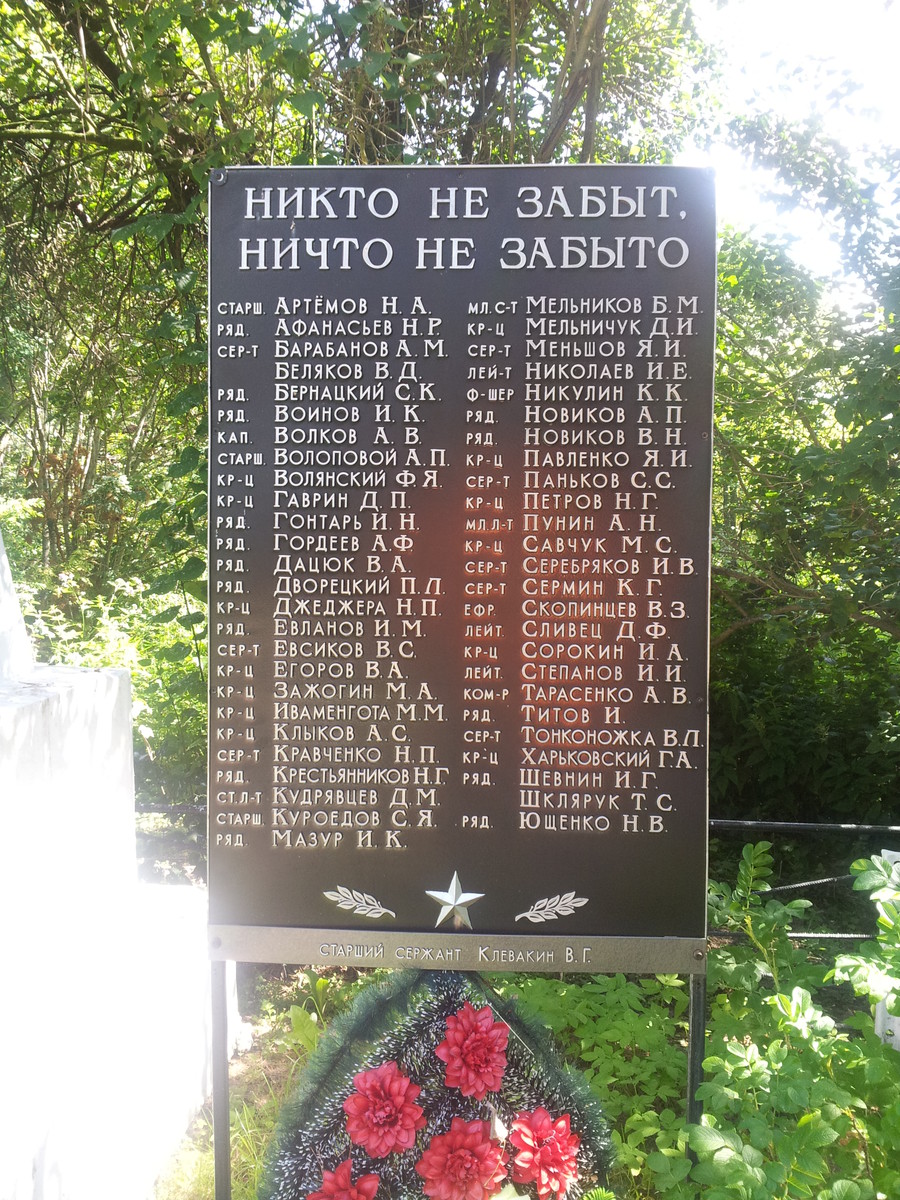 НИКТО НЕ ЗАБЫТ,
НИЧТО НЕ ЗАБЫТО
СТАРШ. АРТЁМОВ Н. А.
РЯД. АФАНАСЬЕВ Н.Р.
СЕР-Т БАРАБАНОВ А. М.
БЕЛЯКОВ В. Д.
РЯД. БЕРНАЦКИЙ С.К.
РЯД. ВОИНОВ И. К.
КАП. ВОЛКОВ А. В.
СТАРШ. ВОЛОПОВОЙ А.П.
КР-Ц ВОЛЯНСКИЙ Ф.Я.
КР-Ц ГАВРИН Д. П.
РЯД. ГОНТАРЬ И. Н.
РЯД. ГОРДЕЕВ А.Ф
РЯД. ДАЦЮК В. А.
РЯД. ДВОРЕЦКИЙ П.Л.
КР-Ц ДЖЕДЖЕРА Н.П.
РЯД. ЕВЛАНОВ И. М.
СЕР-Т ЕВСИКОВ В. С.
КР-Ц ЕГОРОВ В. А.
КР-Ц ЗАЖОГИН М. А.
КР-Ц ИВАМЕНГОТА М. М.
КР-Ц КЛЫКОВ А. С.
СЕР-Т КРАВЧЕНКО Н. П.
РЯД. КРЕСТЬЯННИКОВ Н.Г
СТ.Л-Т КУДРЯВЦЕВ Д. М.
СТАРШ. КУРОЕДОВ С. Я.
РЯД. МАЗУР И. К.
МЛ.С-Т МЕЛЬНИКОВ Б. М.
КР-Ц МЕЛЬНИЧУК Д. И.
СЕР-Т МЕНЬШОВ Я. И.
ЛЕЙ-Т НИКОЛАЕВ И. Е.
Ф-ШЕР НИКУЛИН К. К.
РЯД. НОВИКОВ А. П.
РЯД. НОВИКОВ В. Н.
КР-Ц ПАВЛЕНКО Я. И.
СЕР-Т ПАНЬКОВ С. С.
КР-Ц ПЕТРОВ Н. Г.
МЛ.Л-Т ПУНИН А. Н.
КР-Ц САВЧУК М. С.
СЕР-Т СЕРЕБРЯКОВ И. В.
СЕР-Т СЕРМИН К. Г.
ЕФР. СКОПИНЦЕВ В. З.
ЛЕЙТ. СЛИВЕЦ Д. Ф.
КР-Ц СОРОКИН И. А.
ЛЕЙТ. СТЕПАНОВ И. И.
КОМ-Р ТАРАСЕНКО А. В.
РЯД. ТИТОВ И.
СЕР-Т ТОНКОНОЖКА В.Л.
КР-Ц ХАРЬКОВСКИЙ Г.А.
РЯД. ШЕВНИН И. Г.
ШКЛЯРУК Т. С.
РЯД. ЮЩЕНКО Н. В.
СТАРШИЙ СЕРЖАНТ КЛЕВАКИН В. Г.